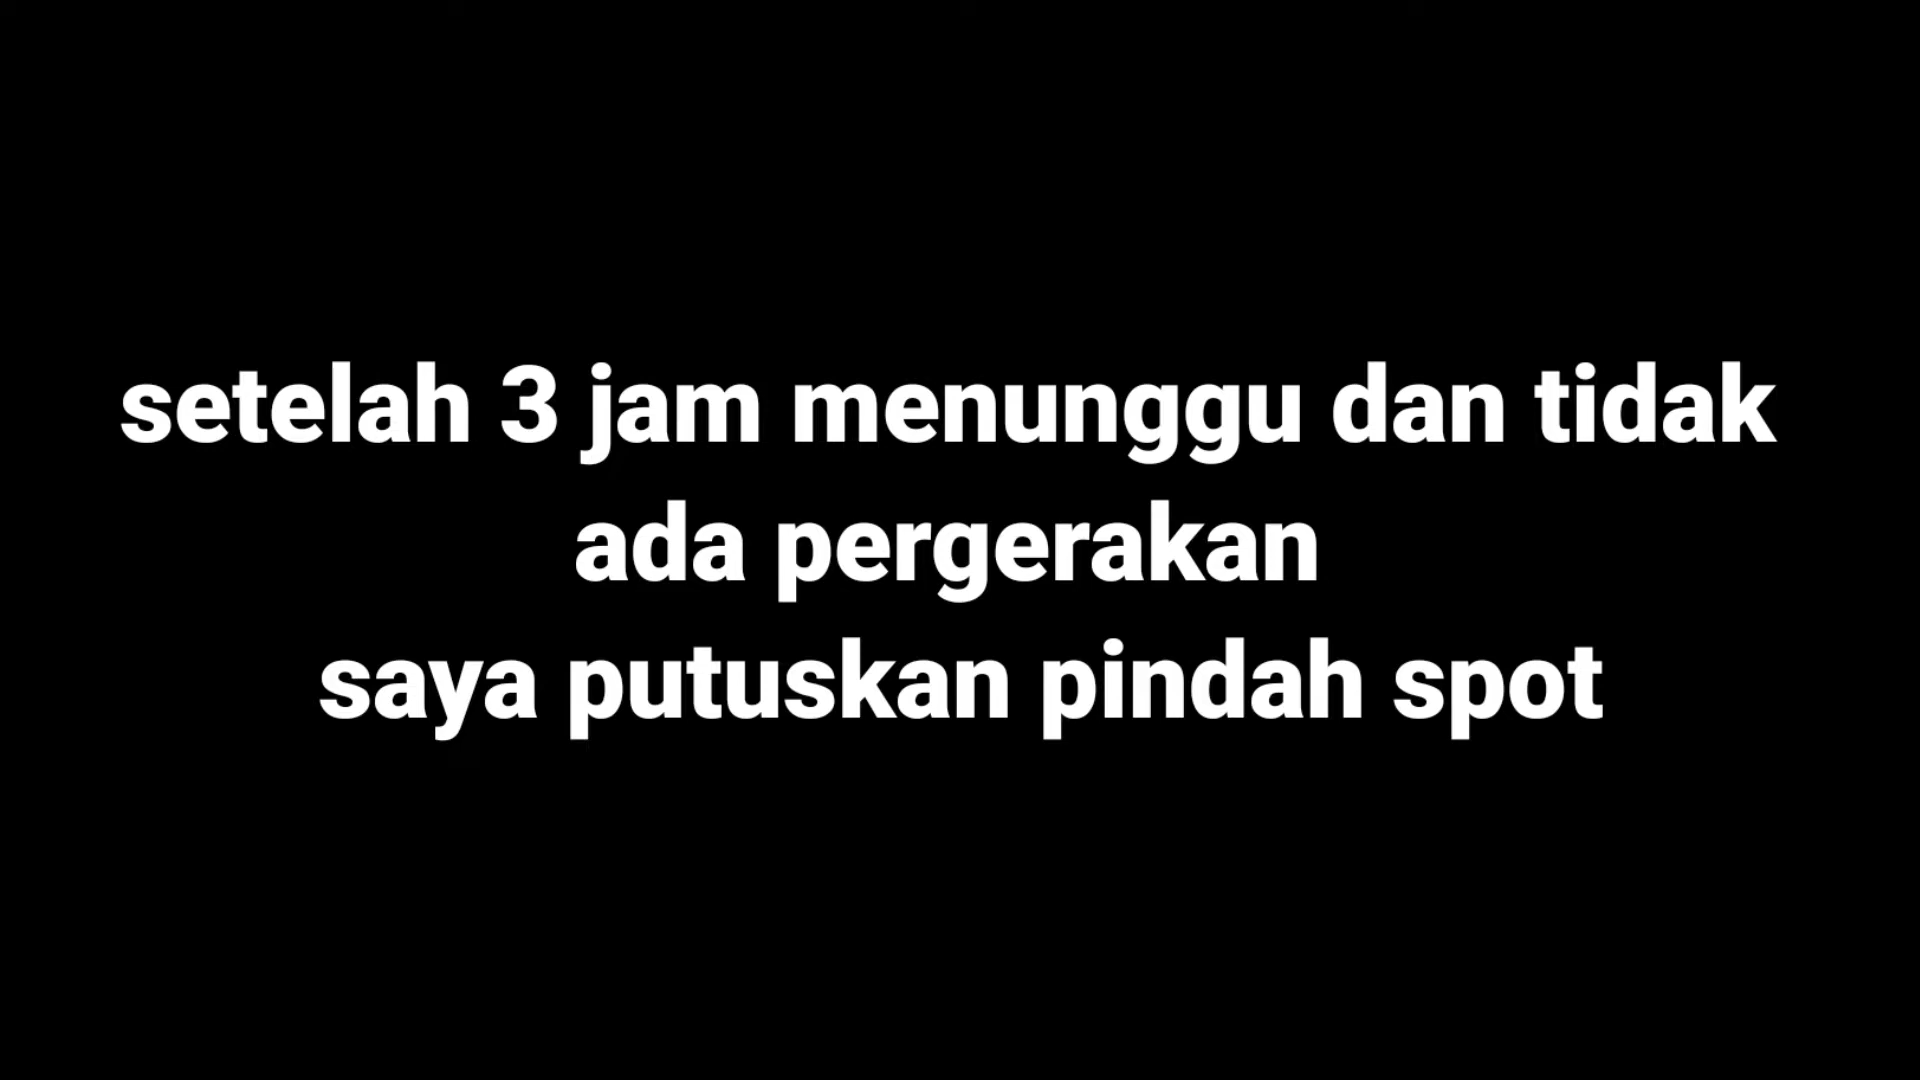 setelah 3 jam menunggu dan tidak
ada pergerakan
saya putuskan pindah spot